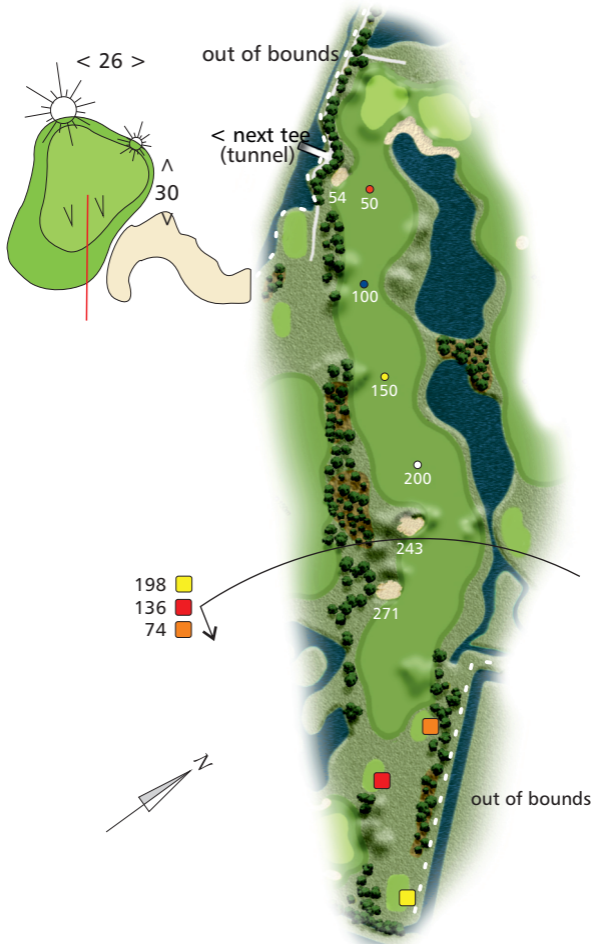 < 26 >
out of bounds
< next tee
(tunnel)
^
30
v
54
50
100
150
200
243
198
136
74
271
N
out of bounds